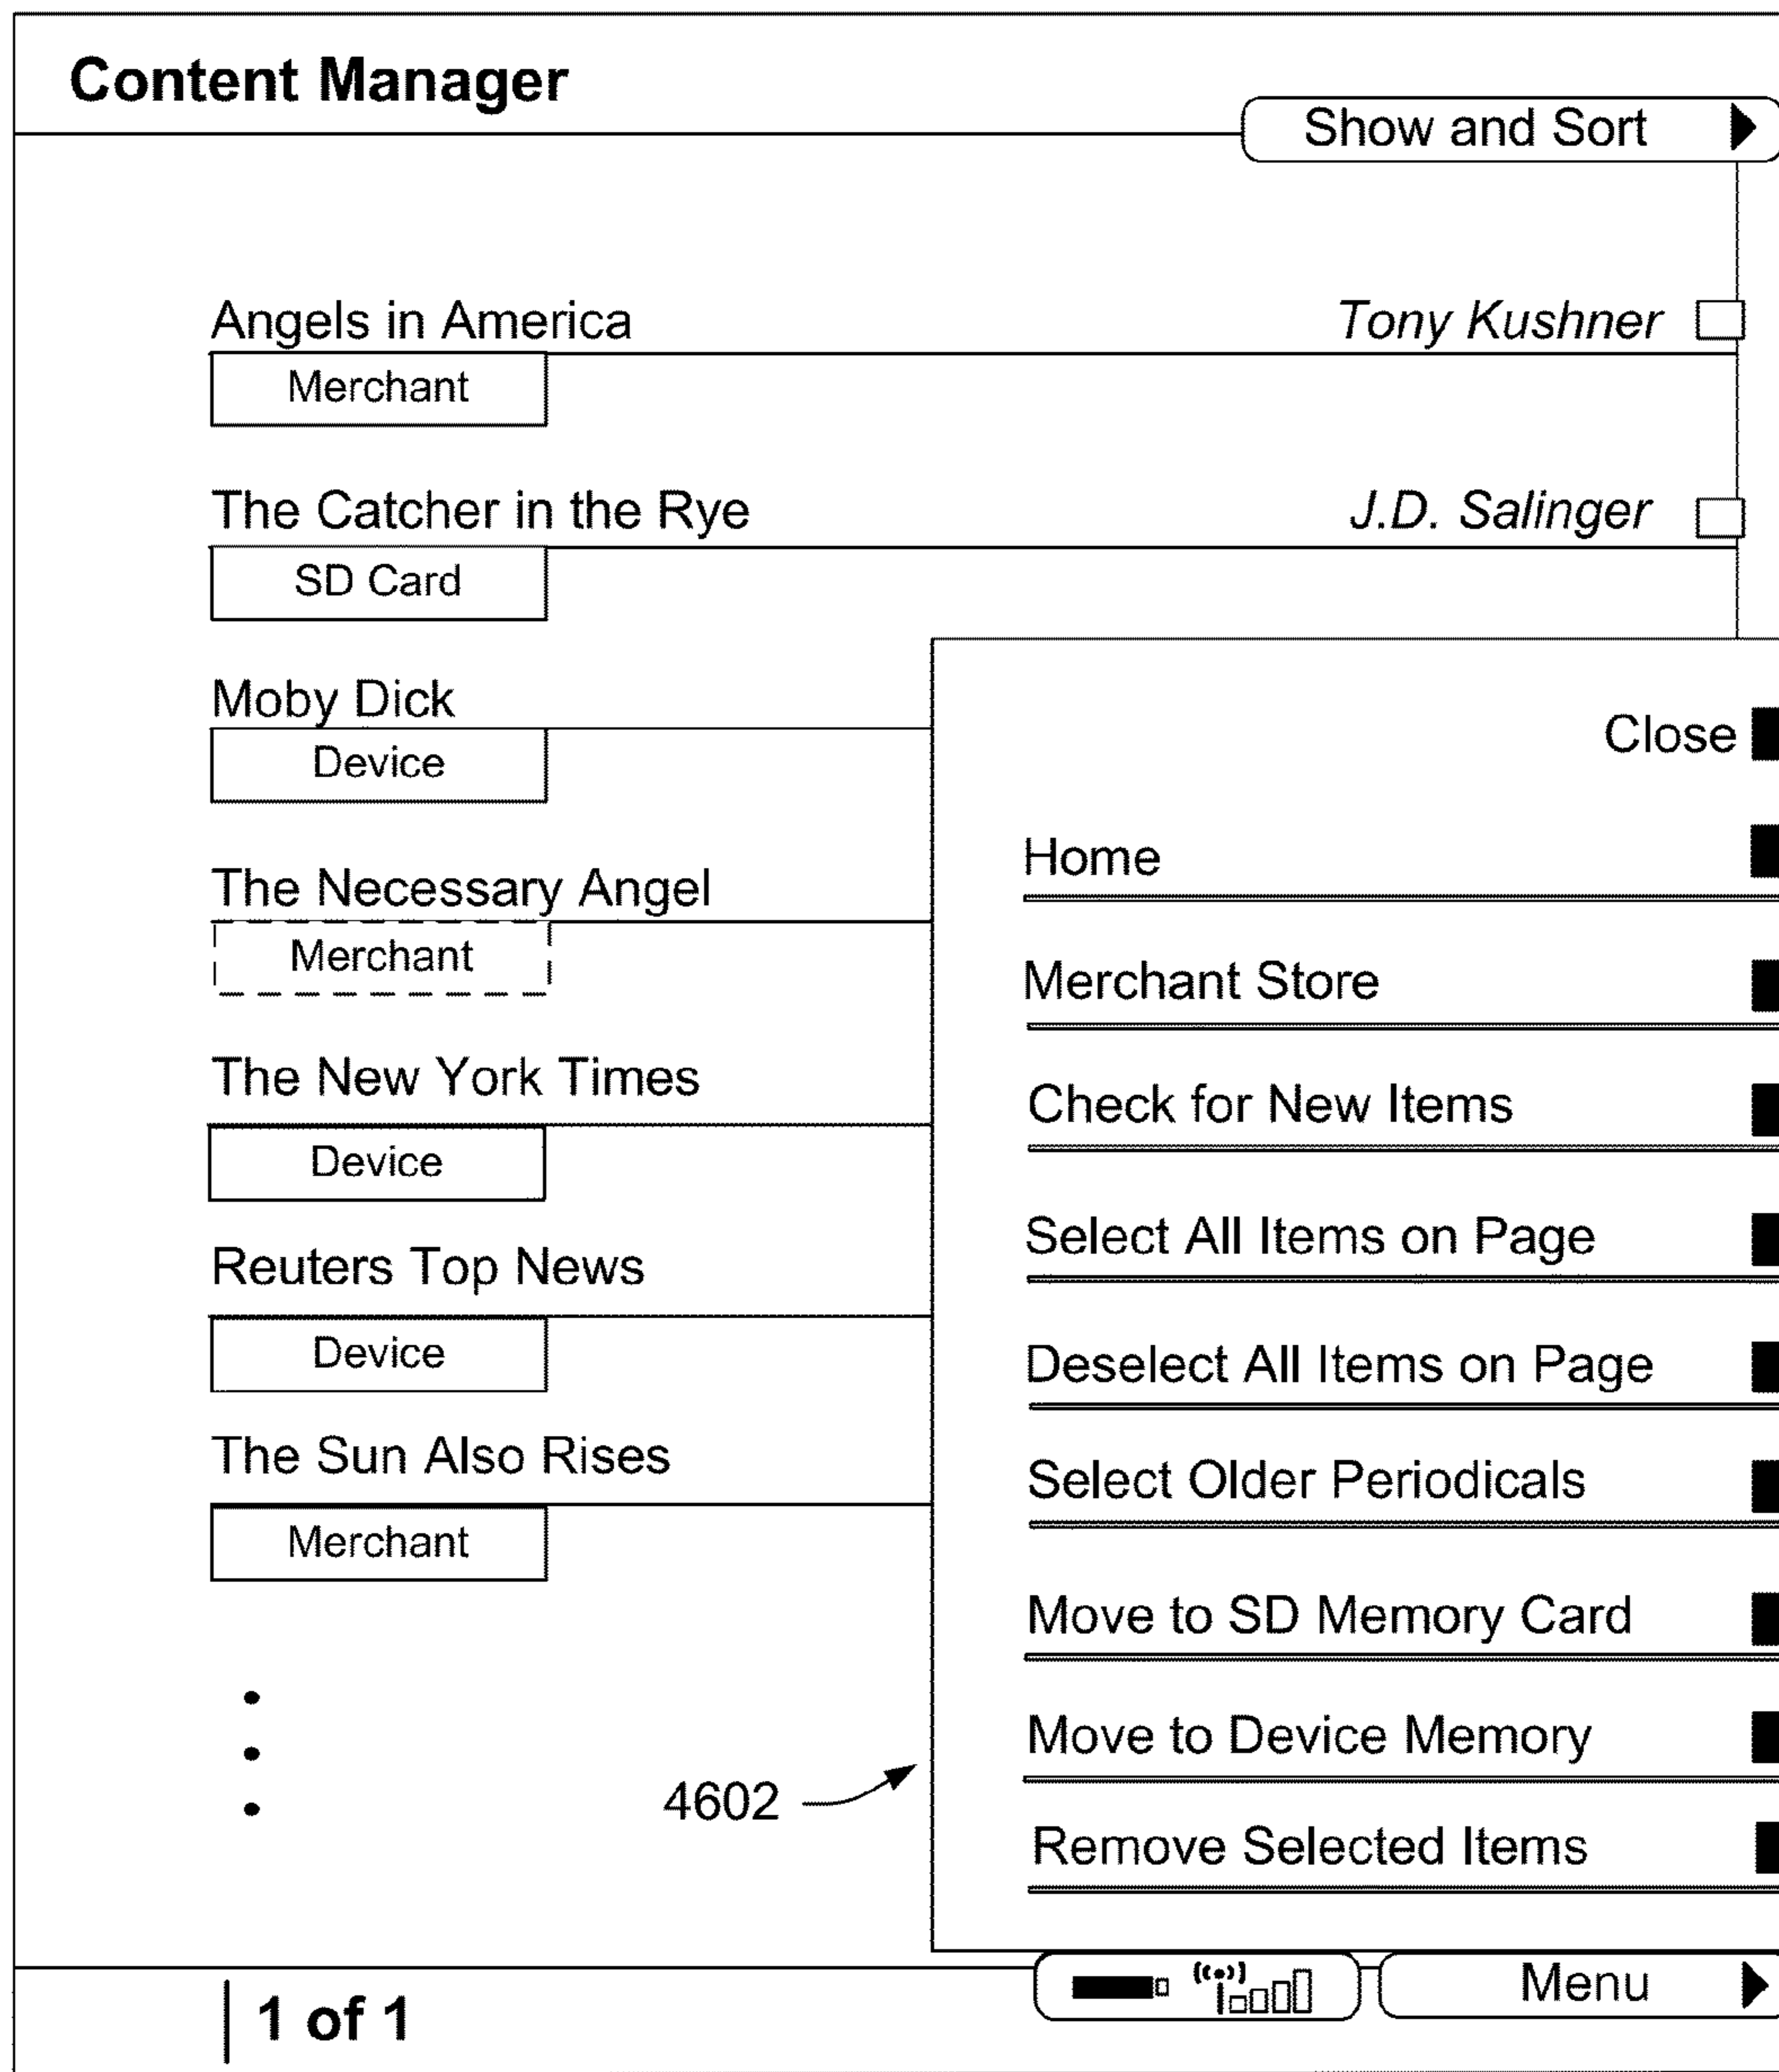 Content Manager
Show and Sort
Angels in America Tony Kushner
Merchant
The Catcher in the Rye J.D. Salinger
SD Card
Moby Dick
Device
The Necessary Angel
Merchant
The New York Times
Device
Reuters Top News
Device
The Sun Also Rises
Merchant
Close
Home
Merchant Store
Check for New Items
Select All Items on Page
Deselect All Items on Page
Select Older Periodicals
Move to SD Memory Card
Move to Device Memory
Remove Selected Items
4602
Menu
1 of 1